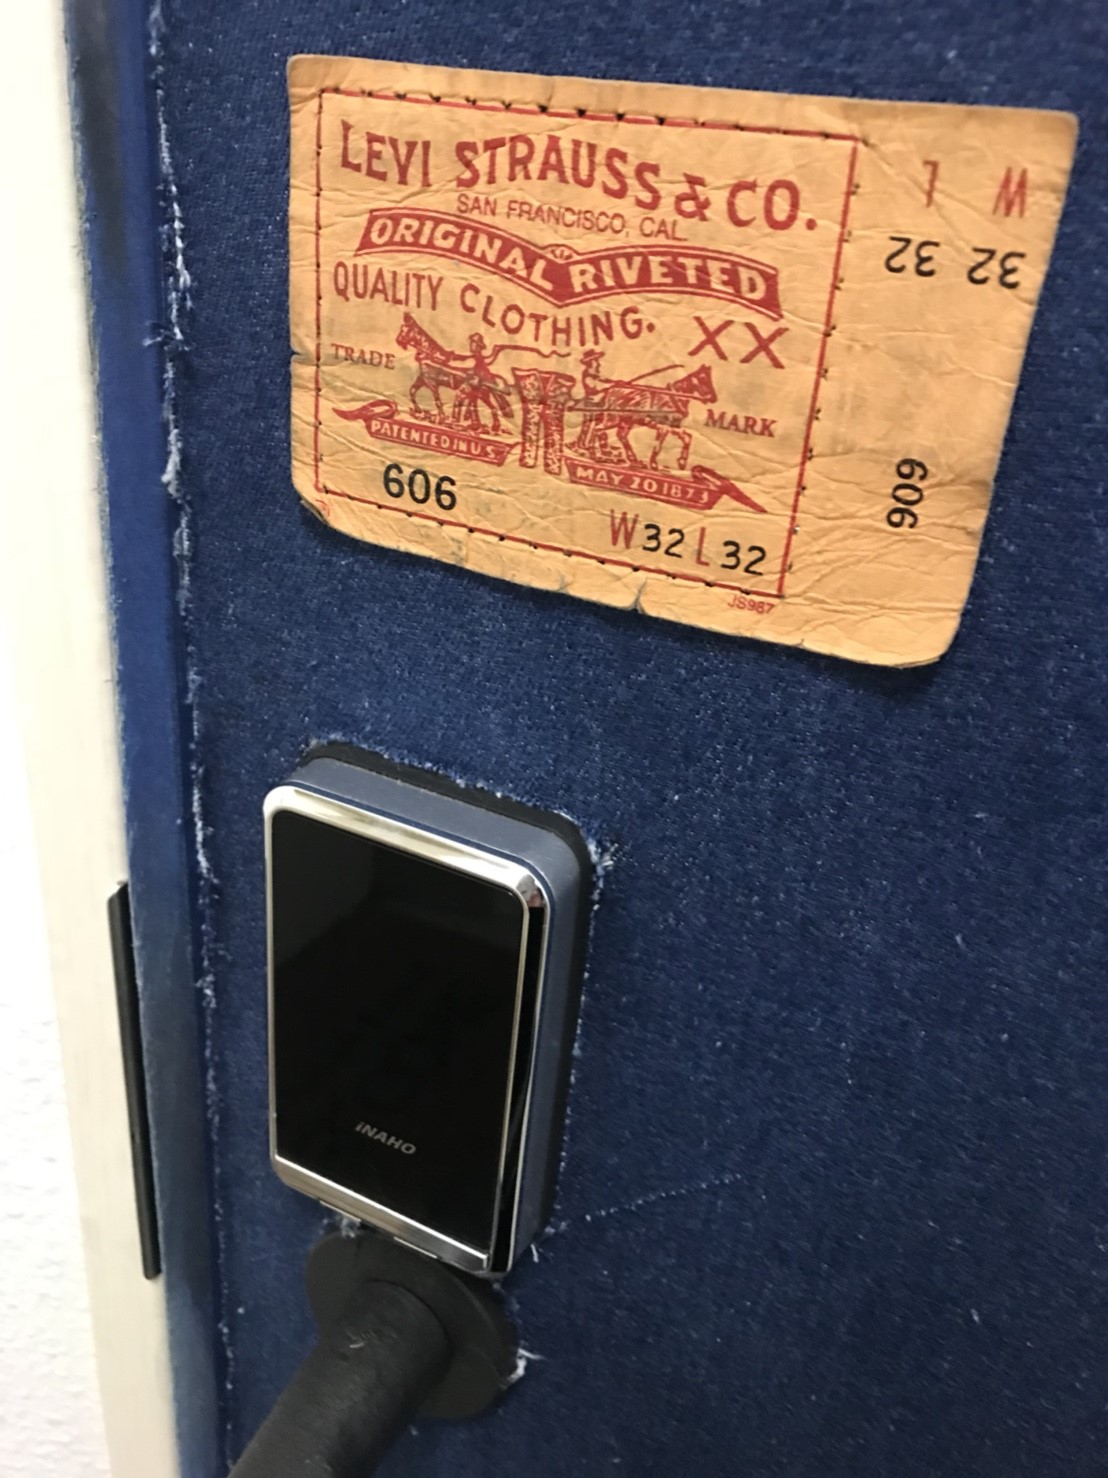 LEVI STRAUSS & CO.
SAN FRANCISCO, CAL.
ORIGINAL RIVETED
QUALITY CLOTHING.
XX
TRADE MARK
PATENTED IN U.S.
MAY 20 1873
606
W32 L32
JS987
W L
32 32
606
iNAHO